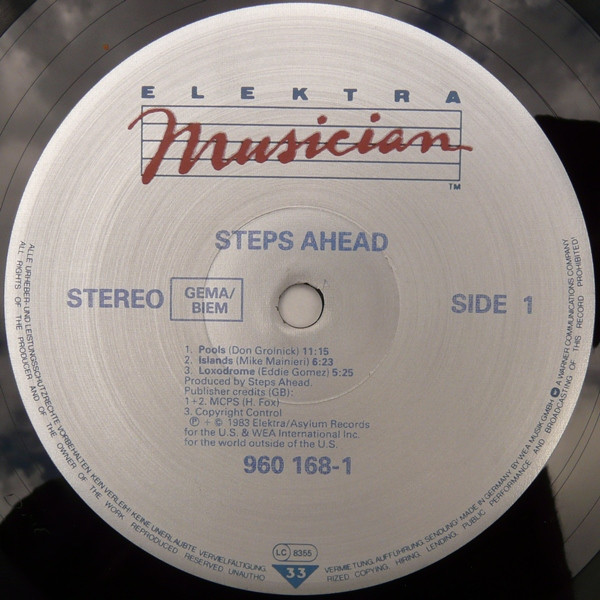 ELEKTRA
Musician
TM
STEPS AHEAD
STEREO
GEMA/
BIEM
SIDE 1
1. Pools (Don Grolnick) 11:15
2. Islands (Mike Mainieri) 6:23
3. Loxodrome (Eddie Gomez) 5:25
Produced by Steps Ahead.
Publisher credits (GB):
1+2. MCPS (H. Fox)
3. Copyright Control
℗ + © 1983 Elektra/Asylum Records
for the U.S. & WEA International Inc.
for the world outside of the U.S.
960 168-1
LC 8355
33
ALLE URHEBER- UND LEISTUNGSSCHUTZRECHTE VORBEHALTEN. KEIN VERLEIH! KEINE UNERLAUBTE VERVIELFÄLTIGUNG, VERMIETUNG, AUFFÜHRUNG, SENDUNG! MADE IN GERMANY BY WEA MUSIK GMBH A WARNER COMMUNICATIONS COMPANY
ALL RIGHTS OF THE PRODUCER AND OF THE OWNER OF THE WORK REPRODUCED RESERVED UNAUTHORIZED COPYING, HIRING, LENDING, PUBLIC PERFORMANCE AND BROADCASTING OF THIS RECORD PROHIBITED!